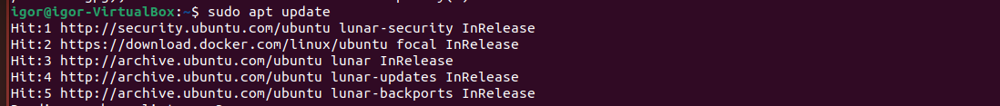 igor@igor-VirtualBox:~$ sudo apt update
Hit:1 http://security.ubuntu.com/ubuntu lunar-security InRelease
Hit:2 https://download.docker.com/linux/ubuntu focal InRelease
Hit:3 http://archive.ubuntu.com/ubuntu lunar InRelease
Hit:4 http://archive.ubuntu.com/ubuntu lunar-updates InRelease
Hit:5 http://archive.ubuntu.com/ubuntu lunar-backports InRelease